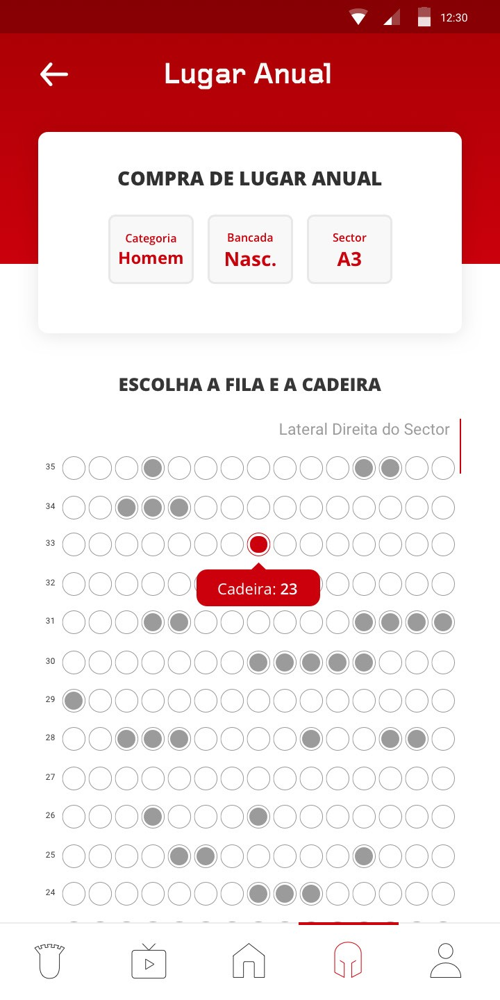 12:30
Lugar Anual
COMPRA DE LUGAR ANUAL
Categoria
Homem
Bancada
Nasc.
Sector
A3
ESCOLHA A FILA E A CADEIRA
Lateral Direita do Sector
35
34
33
32
Cadeira: 23
31
30
29
28
27
26
25
24